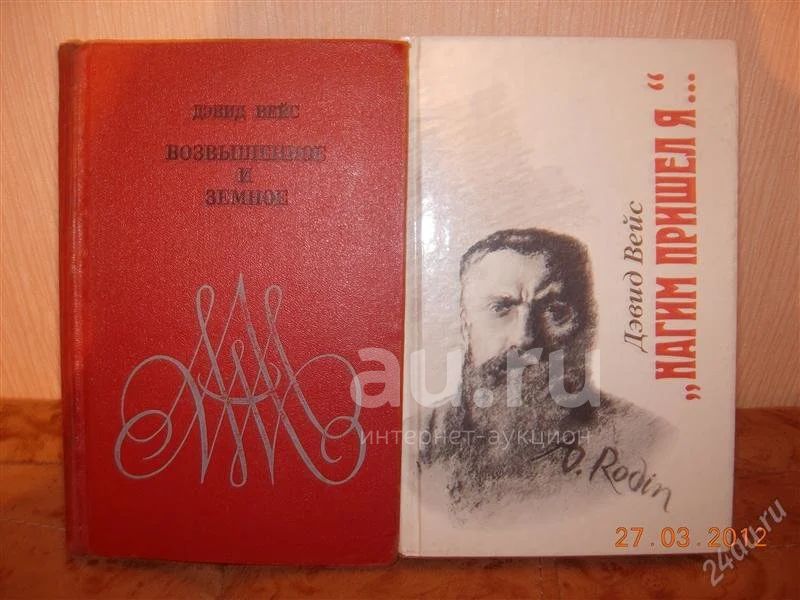 ДЭВИД ВЕЙС
ВОЗВЫШЕННОЕ
И
ЗЕМНОЕ
Дэвид Вейс
„НАГИМ ПРИШЕЛ Я..."
O. Rodin
au.ru
интернет-аукцион
27.03.2012
24au.ru